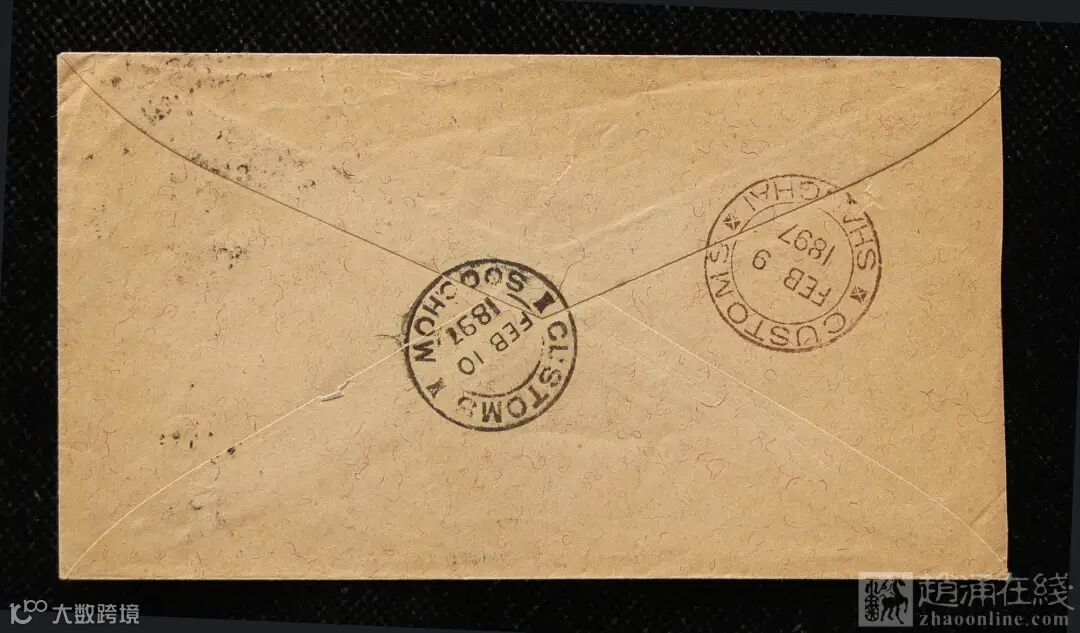 CUSTOMS
SHANGHAI
FEB 9
1897
CUSTOMS
SOOCHOW
FEB 10
1897
大数跨境
趙涌在綫
zhaoonline.com